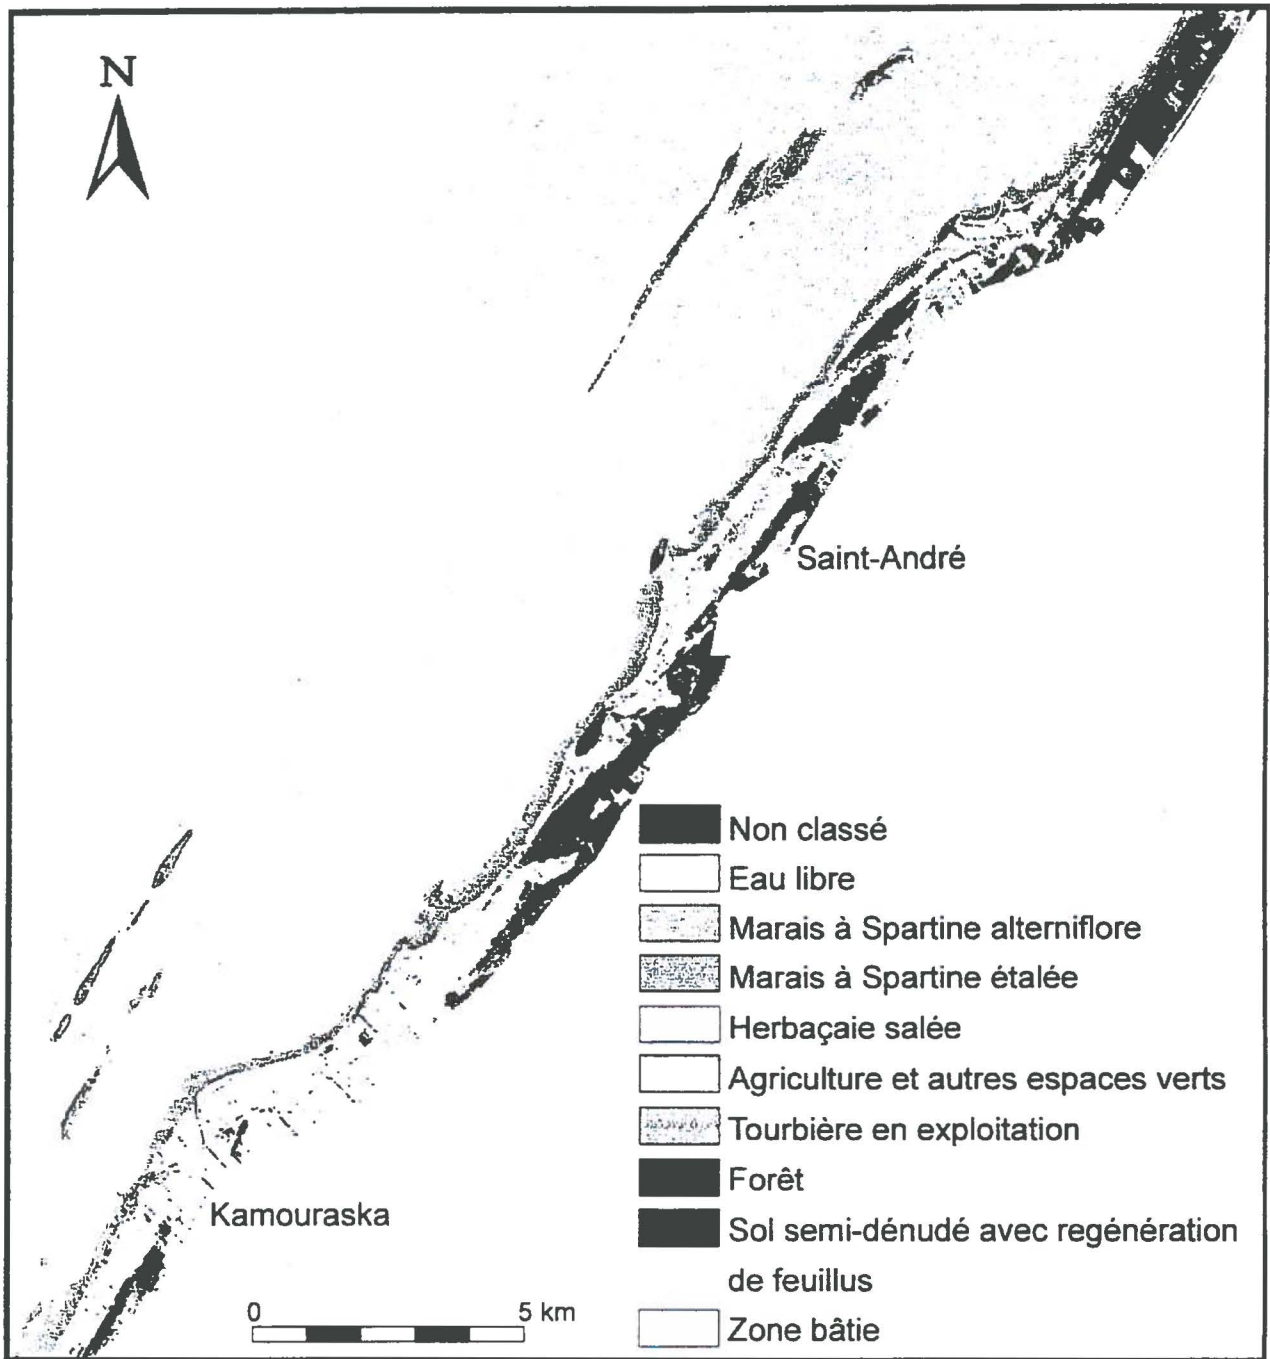 N
Saint-André
Non classé
Eau libre
Marais à Spartine alterniflore
Marais à Spartine étalée
Herbaçaie salée
Agriculture et autres espaces verts
Tourbière en exploitation
Forêt
Sol semi-dénudé avec regénération
de feuillus
Zone bâtie
Kamouraska
0 5 km